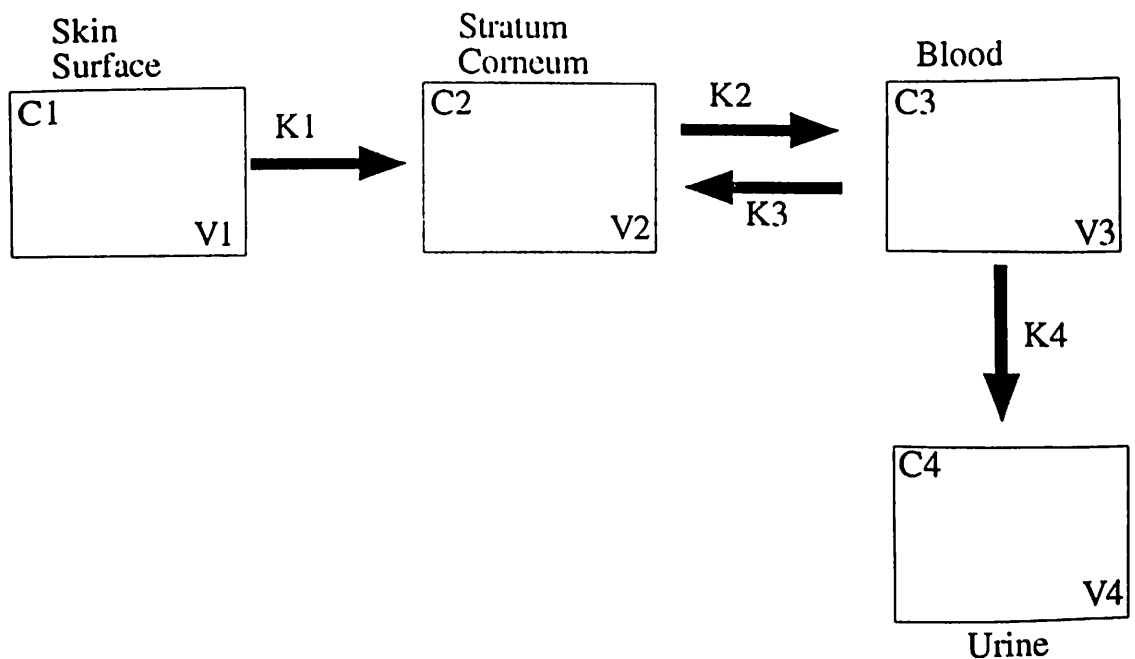 Skin
Surface
Stratum
Corneum
Blood
C1
V1
K1
C2
V2
K2
K3
C3
V3
K4
C4
V4
Urine